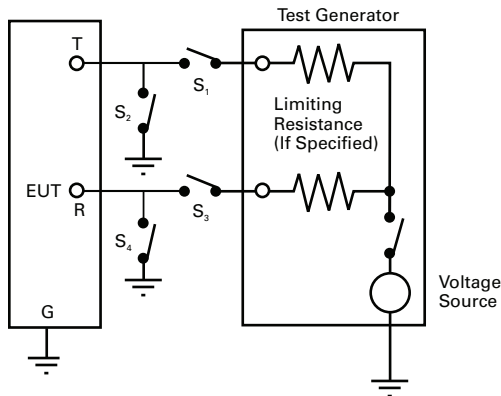 Test Generator
T
S1
S2
Limiting
Resistance
(If Specified)
EUT
R
S3
S4
Voltage
Source
G